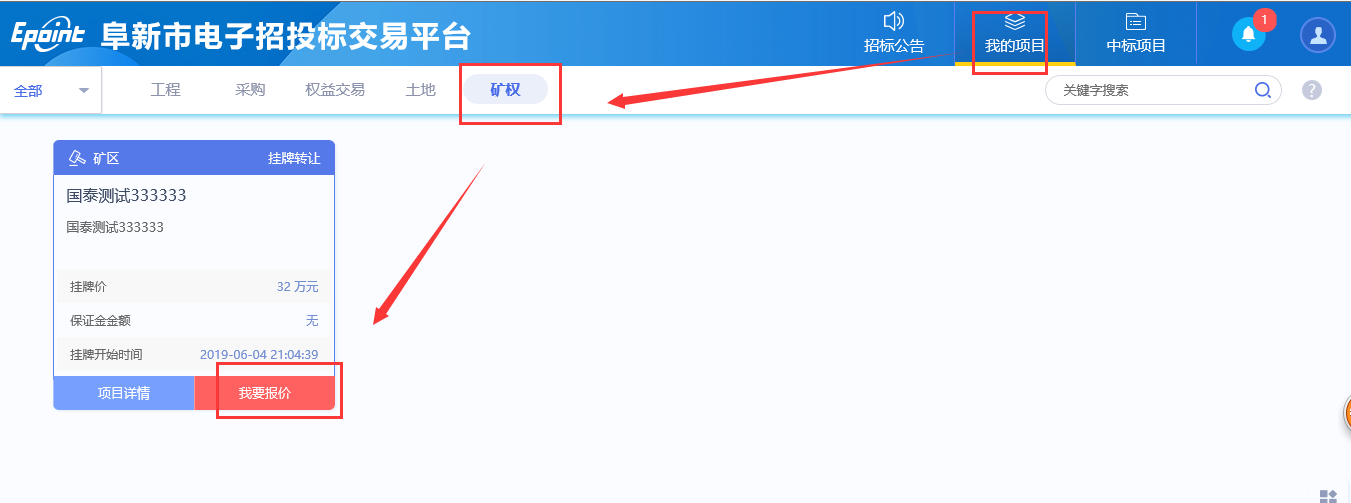 Epoint 阜新市电子招投标交易平台
招标公告
我的项目
中标项目
1
全部
工程
采购
权益交易
土地
矿权
关键字搜索
?
矿区
挂牌转让
国泰测试333333
国泰测试333333
挂牌价
32 万元
保证金金额
无
挂牌开始时间
2019-06-04 21:04:39
项目详情
我要报价